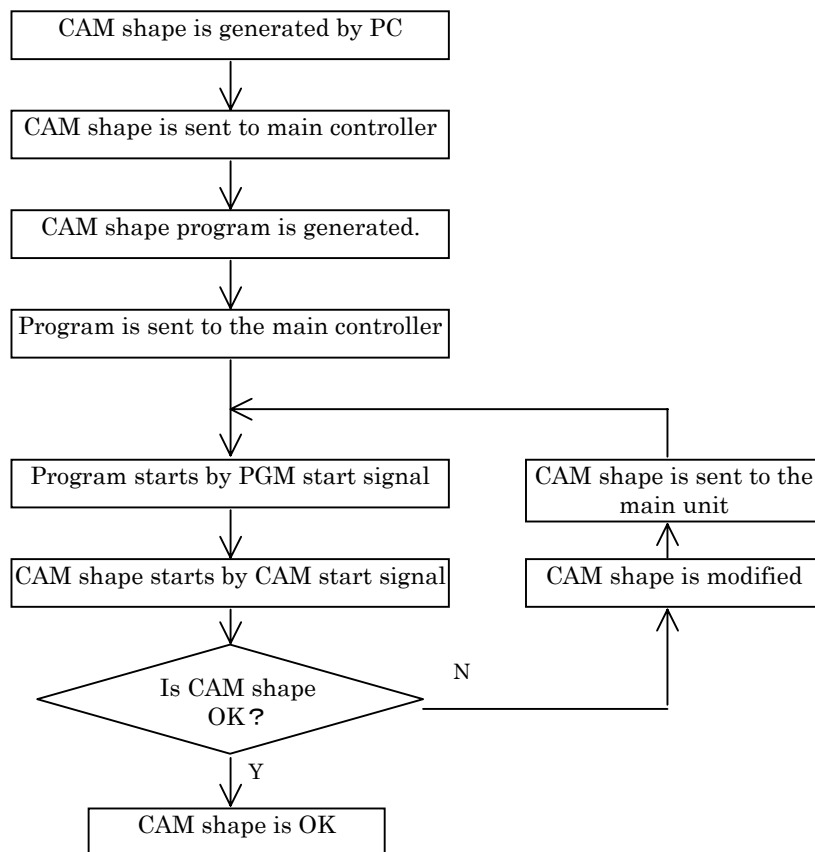 CAM shape is generated by PC
CAM shape is sent to main controller
CAM shape program is generated.
Program is sent to the main controller
Program starts by PGM start signal
CAM shape is sent to the
main unit
CAM shape starts by CAM start signal
CAM shape is modified
Is CAM shape
OK？
N
Y
CAM shape is OK